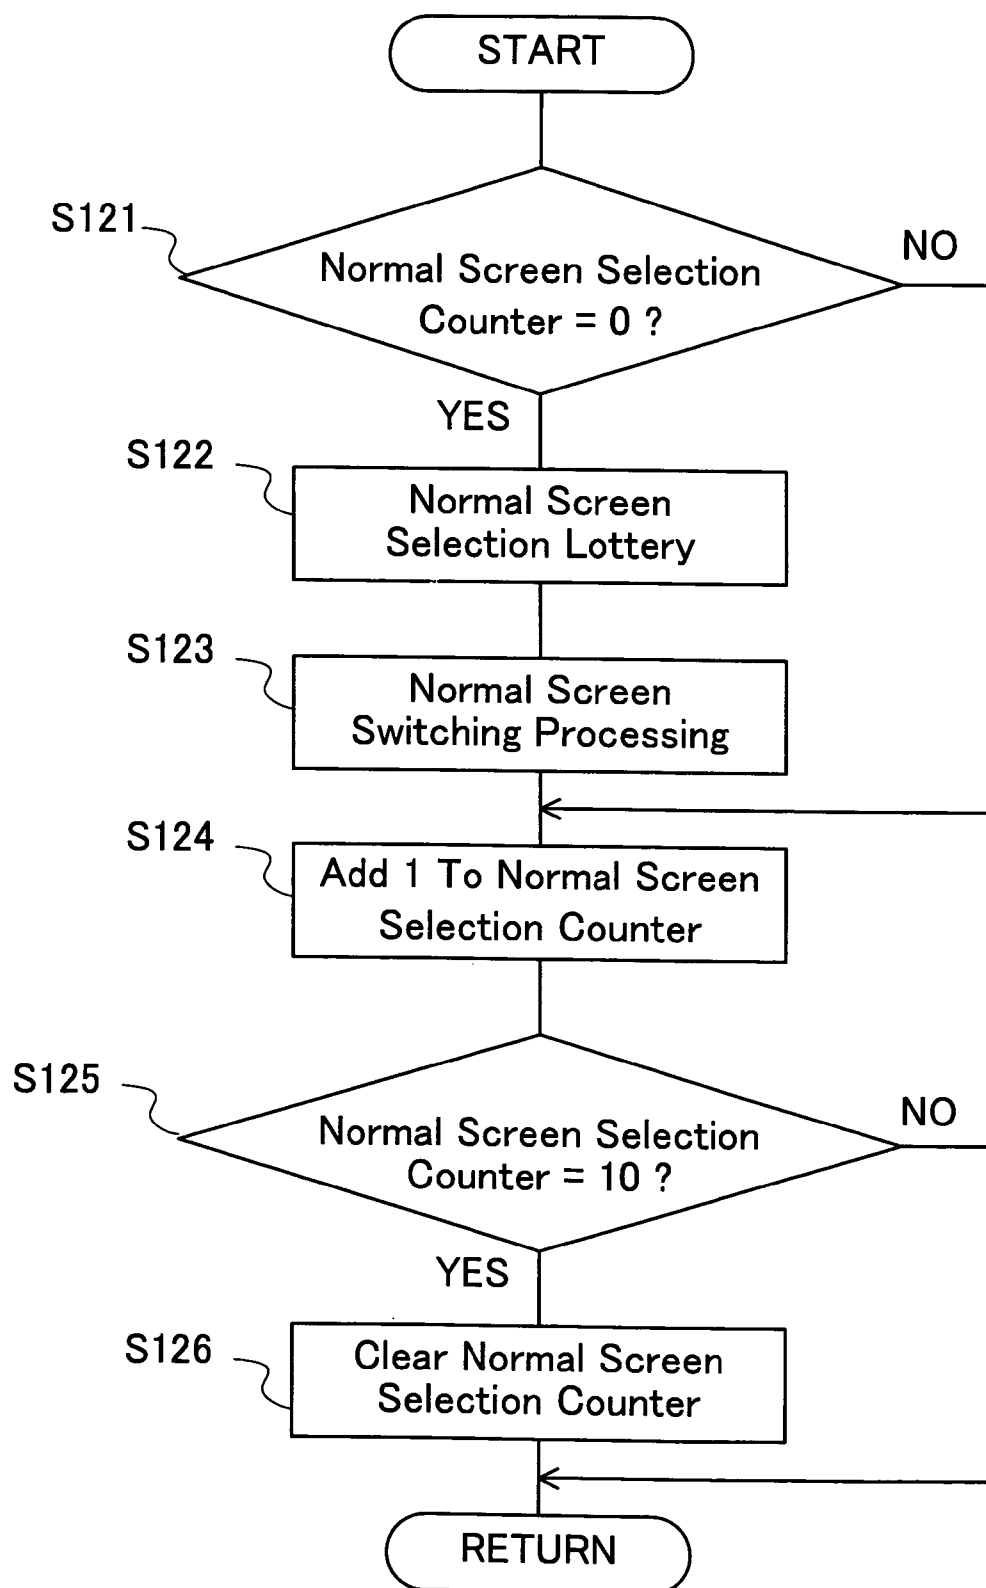 START
S121
Normal Screen Selection
Counter = 0 ?
NO
YES
S122
Normal Screen
Selection Lottery
S123
Normal Screen
Switching Processing
S124
Add 1 To Normal Screen
Selection Counter
S125
Normal Screen Selection
Counter = 10 ?
NO
YES
S126
Clear Normal Screen
Selection Counter
RETURN